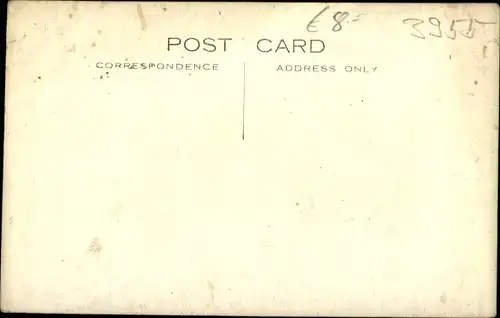 € 8.- 3955
POST CARD
CORRESPONDENCE ADDRESS ONLY